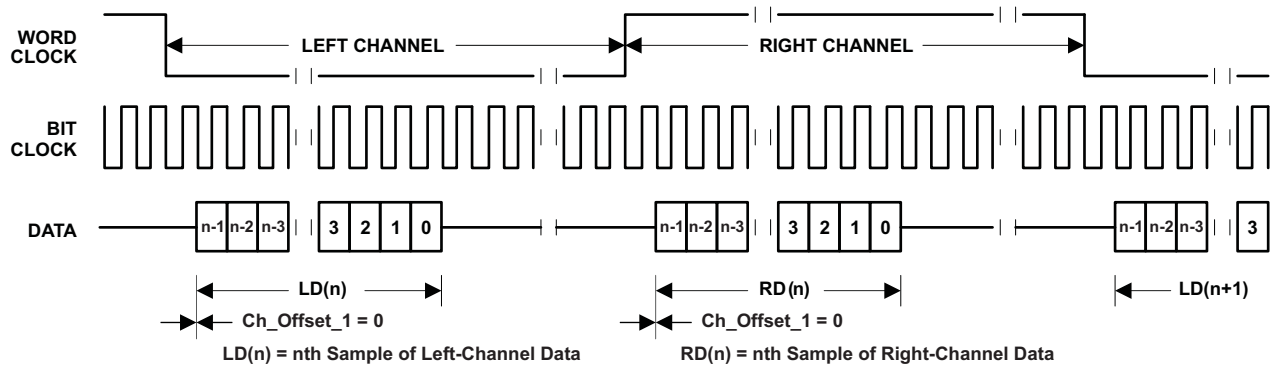 WORD
CLOCK
LEFT CHANNEL
RIGHT CHANNEL
BIT
CLOCK
DATA
n-1 n-2 n-3 3 2 1 0 n-1 n-2 n-3 3 2 1 0 n-1 n-2 n-3 3
LD(n) RD(n) LD(n+1)
Ch_Offset_1 = 0 Ch_Offset_1 = 0
LD(n) = nth Sample of Left-Channel Data RD(n) = nth Sample of Right-Channel Data